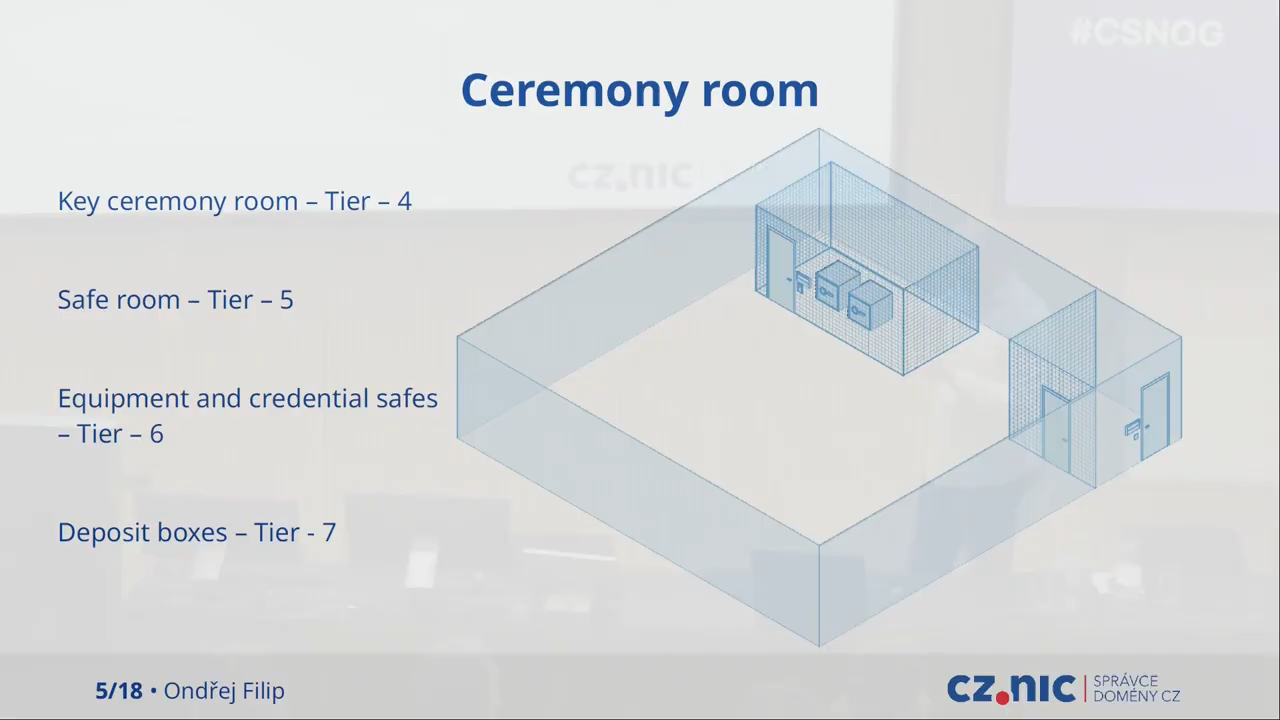 #CSNOG
Ceremony room
cz.nic
Key ceremony room – Tier – 4
Safe room – Tier – 5
Equipment and credential safes
– Tier – 6
Deposit boxes – Tier - 7
5/18 • Ondřej Filip
cz.nic
SPRÁVCE
DOMÉNY CZ